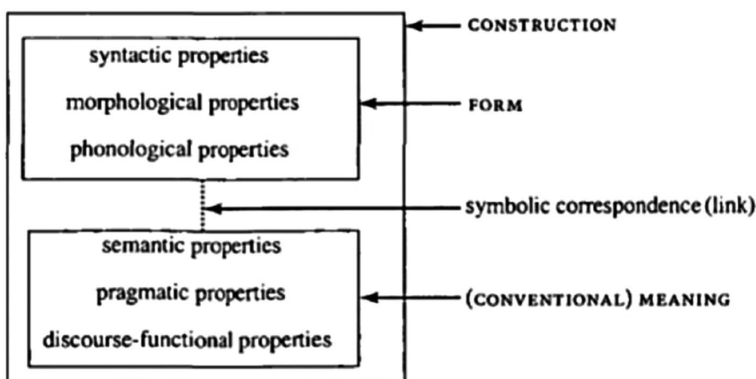 CONSTRUCTION
syntactic properties
morphological properties
FORM
phonological properties
symbolic correspondence (link)
semantic properties
pragmatic properties
(CONVENTIONAL) MEANING
discourse-functional properties